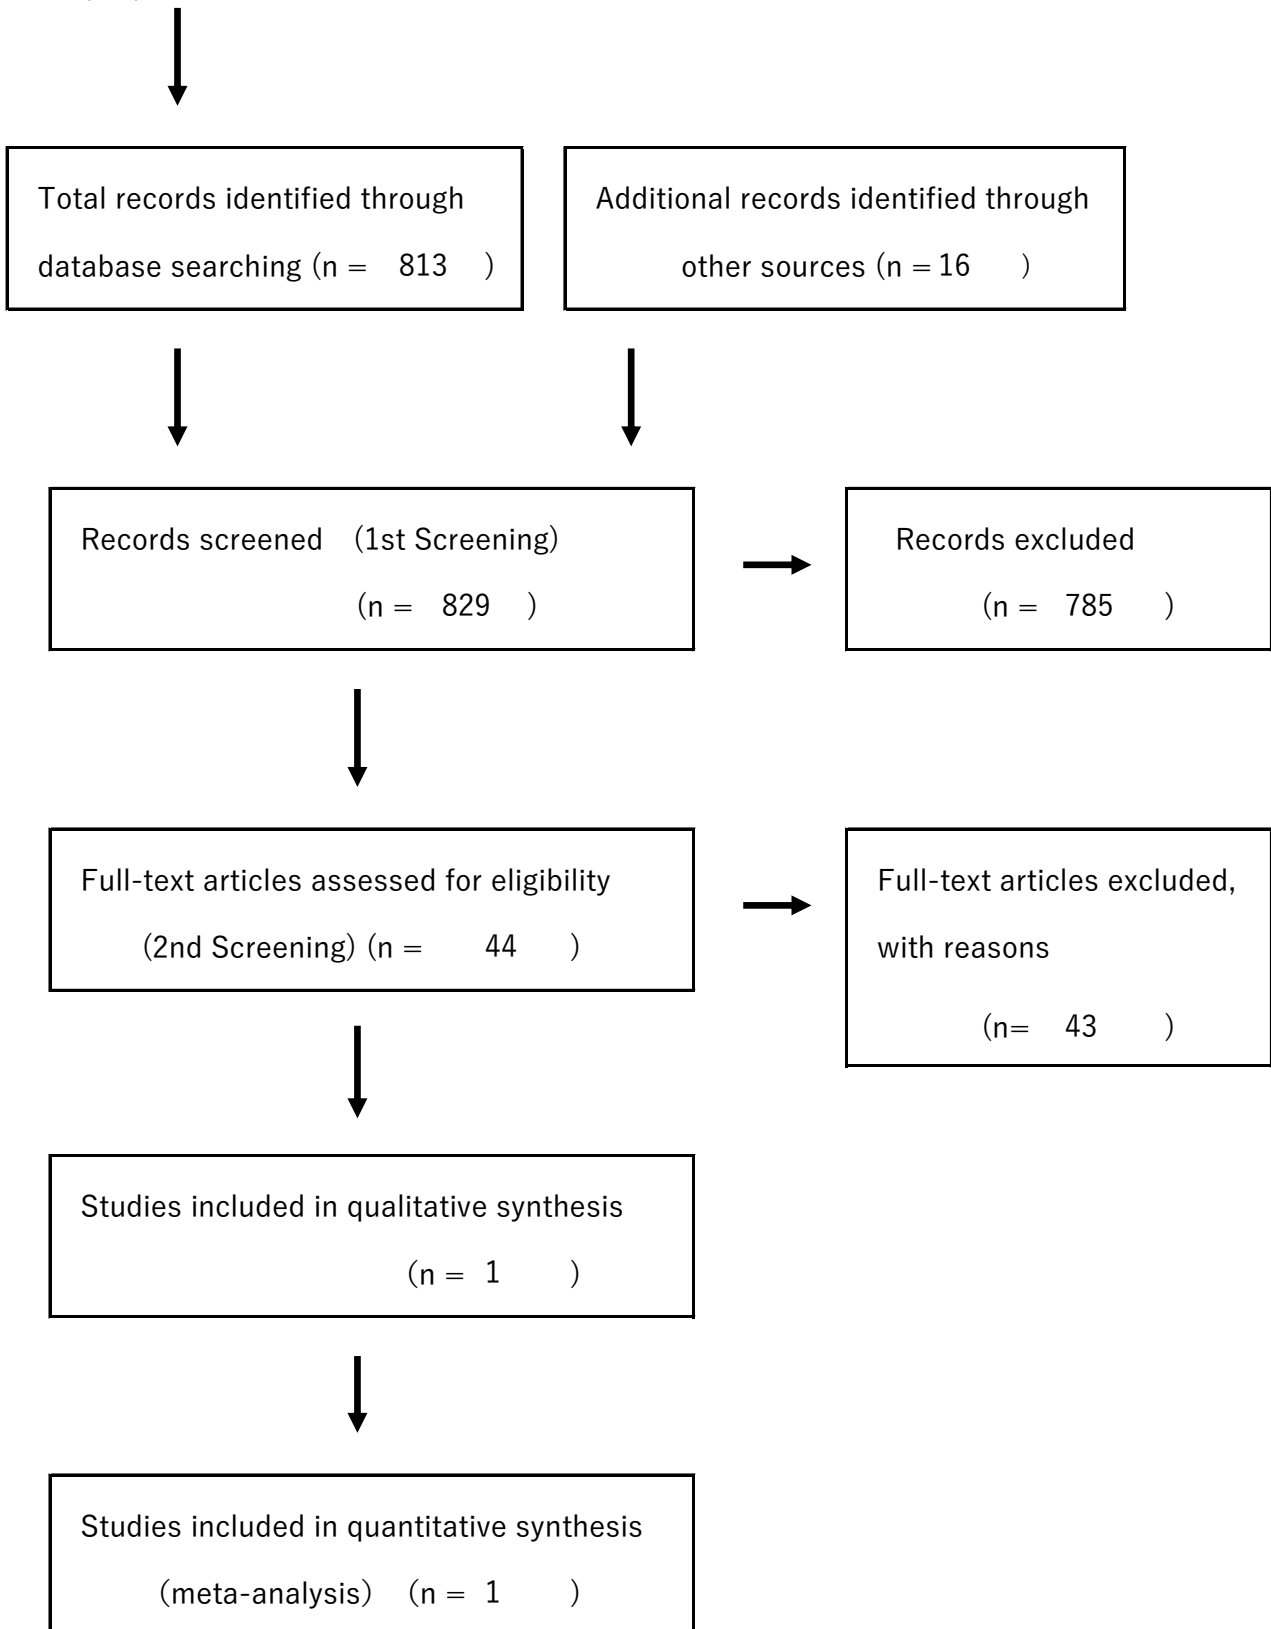 Total records identified through
database searching (n =   813   )
Additional records identified through
other sources (n = 16    )
Records screened   (1st Screening)
(n =   829   )
Records excluded
(n =   785    )
Full-text articles assessed for eligibility
(2nd Screening) (n =     44    )
Full-text articles excluded,
with reasons
(n=   43    )
Studies included in qualitative synthesis
(n =  1    )
Studies included in quantitative synthesis
(meta-analysis)   (n =  1    )